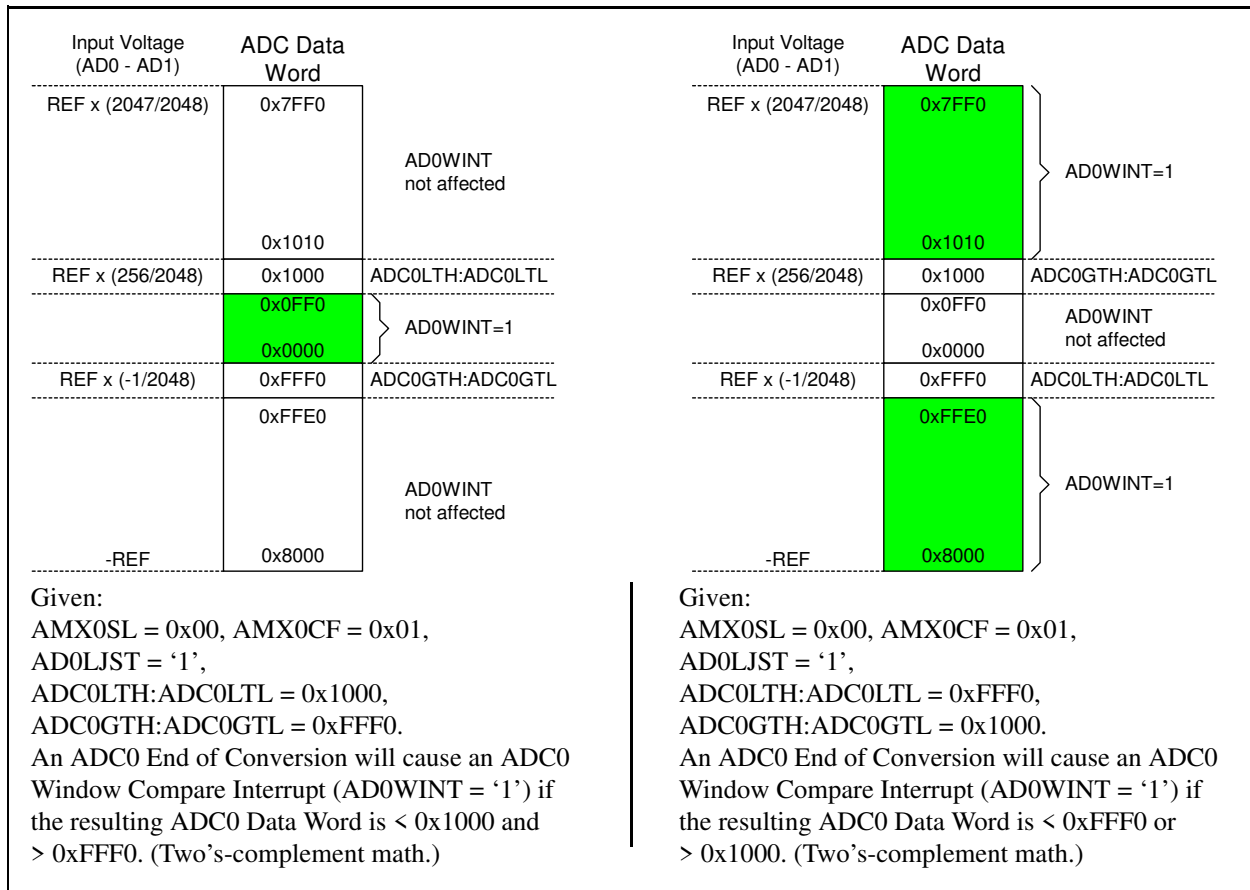 Input Voltage
(AD0 - AD1)
ADC Data
Word
REF x (2047/2048)
0x7FF0
AD0WINT
not affected
0x1010
REF x (256/2048)
0x1000
ADC0LTH:ADC0LTL
0x0FF0
AD0WINT=1
0x0000
REF x (-1/2048)
0xFFF0
ADC0GTH:ADC0GTL
0xFFE0
AD0WINT
not affected
-REF
0x8000
Given:
AMX0SL = 0x00, AMX0CF = 0x01,
AD0LJST = ‘1’,
ADC0LTH:ADC0LTL = 0x1000,
ADC0GTH:ADC0GTL = 0xFFF0.
An ADC0 End of Conversion will cause an ADC0
Window Compare Interrupt (AD0WINT = ‘1’) if
the resulting ADC0 Data Word is < 0x1000 and
> 0xFFF0. (Two’s-complement math.)
Input Voltage
(AD0 - AD1)
ADC Data
Word
REF x (2047/2048)
0x7FF0
AD0WINT=1
0x1010
REF x (256/2048)
0x1000
ADC0GTH:ADC0GTL
0x0FF0
AD0WINT
not affected
0x0000
REF x (-1/2048)
0xFFF0
ADC0LTH:ADC0LTL
0xFFE0
AD0WINT=1
-REF
0x8000
Given:
AMX0SL = 0x00, AMX0CF = 0x01,
AD0LJST = ‘1’,
ADC0LTH:ADC0LTL = 0xFFF0,
ADC0GTH:ADC0GTL = 0x1000.
An ADC0 End of Conversion will cause an ADC0
Window Compare Interrupt (AD0WINT = ‘1’) if
the resulting ADC0 Data Word is < 0xFFF0 or
> 0x1000. (Two’s-complement math.)